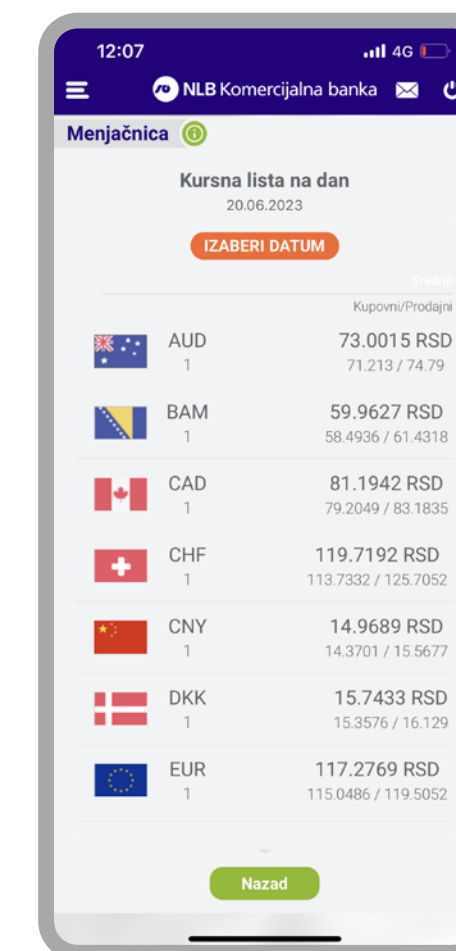 12:07 4G
NLB Komercijalna banka
Menjačnica
Kursna lista na dan
20.06.2023
IZABERI DATUM
Srednji
Kupovni/Prodajni
AUD 73.0015 RSD
1 71.213 / 74.79
BAM 59.9627 RSD
1 58.4936 / 61.4318
CAD 81.1942 RSD
1 79.2049 / 83.1835
CHF 119.7192 RSD
1 113.7332 / 125.7052
CNY 14.9689 RSD
1 14.3701 / 15.5677
DKK 15.7433 RSD
1 15.3576 / 16.129
EUR 117.2769 RSD
1 115.0486 / 119.5052
Nazad